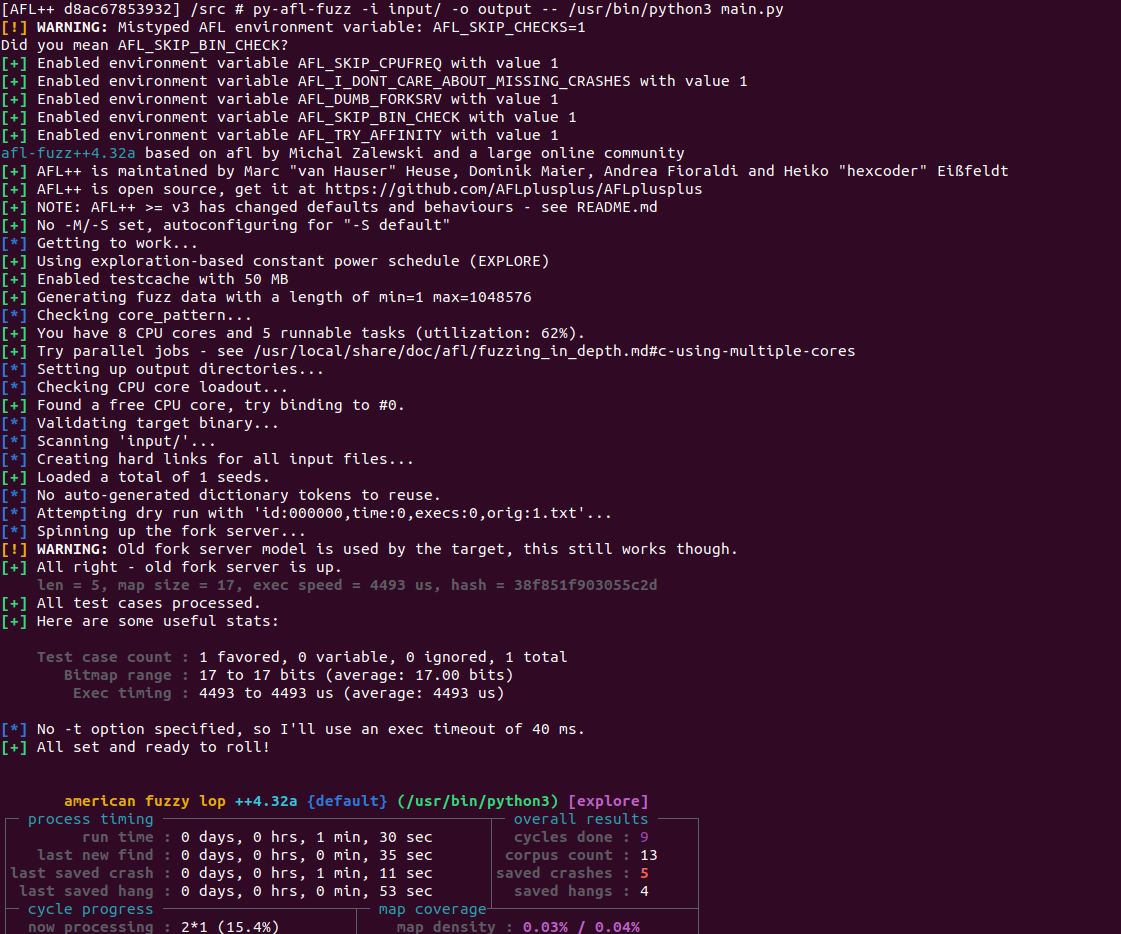 [AFL++ d8ac67853932] /src # py-afl-fuzz -i input/ -o output -- /usr/bin/python3 main.py
[!] WARNING: Mistyped AFL environment variable: AFL_SKIP_CHECKS=1
Did you mean AFL_SKIP_BIN_CHECK?
[+] Enabled environment variable AFL_SKIP_CPUFREQ with value 1
[+] Enabled environment variable AFL_I_DONT_CARE_ABOUT_MISSING_CRASHES with value 1
[+] Enabled environment variable AFL_DUMB_FORKSRV with value 1
[+] Enabled environment variable AFL_SKIP_BIN_CHECK with value 1
[+] Enabled environment variable AFL_TRY_AFFINITY with value 1
afl-fuzz++4.32a based on afl by Michal Zalewski and a large online community
[+] AFL++ is maintained by Marc "van Hauser" Heuse, Dominik Maier, Andrea Fioraldi and Heiko "hexcoder" Eißfeldt
[+] AFL++ is open source, get it at https://github.com/AFLplusplus/AFLplusplus
[+] NOTE: AFL++ >= v3 has changed defaults and behaviours - see README.md
[+] No -M/-S set, autoconfiguring for "-S default"
[*] Getting to work...
[+] Using exploration-based constant power schedule (EXPLORE)
[+] Enabled testcache with 50 MB
[+] Generating fuzz data with a length of min=1 max=1048576
[*] Checking core_pattern...
[+] You have 8 CPU cores and 5 runnable tasks (utilization: 62%).
[+] Try parallel jobs - see /usr/local/share/doc/afl/fuzzing_in_depth.md#c-using-multiple-cores
[*] Setting up output directories...
[*] Checking CPU core loadout...
[+] Found a free CPU core, try binding to #0.
[*] Validating target binary...
[*] Scanning 'input/'...
[*] Creating hard links for all input files...
[+] Loaded a total of 1 seeds.
[*] No auto-generated dictionary tokens to reuse.
[*] Attempting dry run with 'id:000000,time:0,execs:0,orig:1.txt'...
[*] Spinning up the fork server...
[!] WARNING: Old fork server model is used by the target, this still works though.
[+] All right - old fork server is up.
len = 5, map size = 17, exec speed = 4493 us, hash = 38f851f903055c2d
[+] All test cases processed.
[+] Here are some useful stats:
Test case count : 1 favored, 0 variable, 0 ignored, 1 total
Bitmap range : 17 to 17 bits (average: 17.00 bits)
Exec timing : 4493 to 4493 us (average: 4493 us)
[*] No -t option specified, so I'll use an exec timeout of 40 ms.
[+] All set and ready to roll!
american fuzzy lop ++4.32a {default} (/usr/bin/python3) [explore]
process timing overall results
run time : 0 days, 0 hrs, 1 min, 30 sec cycles done : 9
last new find : 0 days, 0 hrs, 0 min, 35 sec corpus count : 13
last saved crash : 0 days, 0 hrs, 1 min, 11 sec saved crashes : 5
last saved hang : 0 days, 0 hrs, 0 min, 53 sec saved hangs : 4
cycle progress map coverage
now processing : 2*1 (15.4%) map density : 0.03% / 0.04%